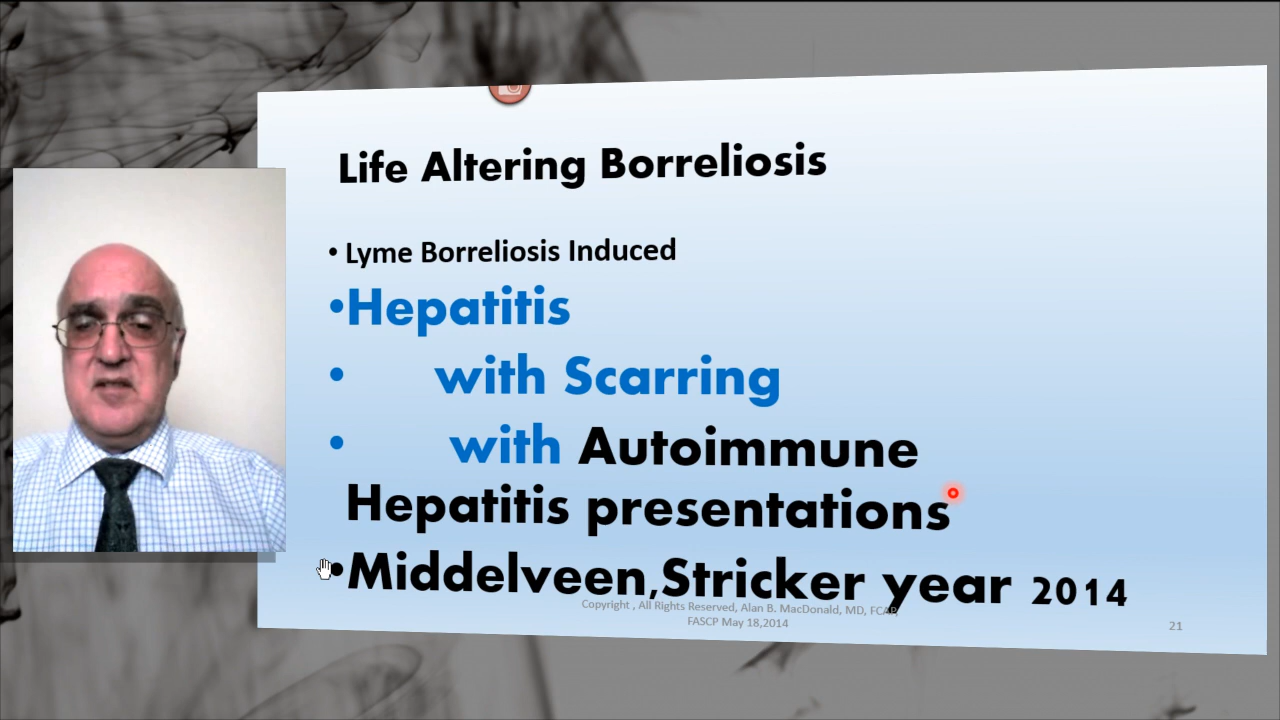 Life Altering Borreliosis
• Lyme Borreliosis Induced
•Hepatitis
• with Scarring
• with Autoimmune
Hepatitis presentations
•Middelveen,Stricker year 2014
Copyright , All Rights Reserved, Alan B. MacDonald, MD, FCAP,
FASCP May 18,2014
21